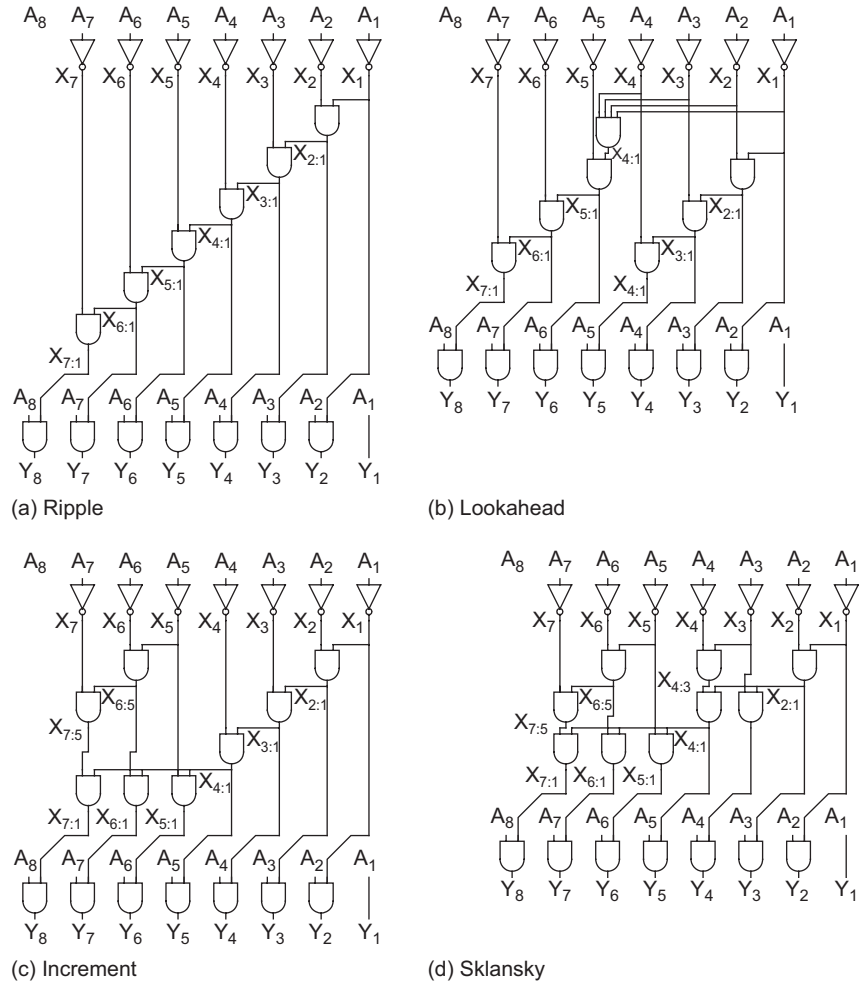 A8 A7 A6 A5 A4 A3 A2 A1
X7 X6 X5 X4 X3 X2 X1
X2:1
X3:1
X4:1
X5:1
X6:1
X7:1
A8 A7 A6 A5 A4 A3 A2 A1
Y8 Y7 Y6 Y5 Y4 Y3 Y2 Y1
(a) Ripple
A8 A7 A6 A5 A4 A3 A2 A1
X7 X6 X5 X4 X3 X2 X1
X4:1
X5:1 X2:1
X6:1 X3:1
X7:1 X4:1
A8 A7 A6 A5 A4 A3 A2 A1
Y8 Y7 Y6 Y5 Y4 Y3 Y2 Y1
(b) Lookahead
A8 A7 A6 A5 A4 A3 A2 A1
X7 X6 X5 X4 X3 X2 X1
X6:5 X2:1
X7:5 X3:1
X4:1
X7:1 X6:1 X5:1
A8 A7 A6 A5 A4 A3 A2 A1
Y8 Y7 Y6 Y5 Y4 Y3 Y2 Y1
(c) Increment
A8 A7 A6 A5 A4 A3 A2 A1
X7 X6 X5 X4 X3 X2 X1
X4:3
X6:5 X2:1
X7:5 X4:1
X7:1 X6:1 X5:1
A8 A7 A6 A5 A4 A3 A2 A1
Y8 Y7 Y6 Y5 Y4 Y3 Y2 Y1
(d) Sklansky